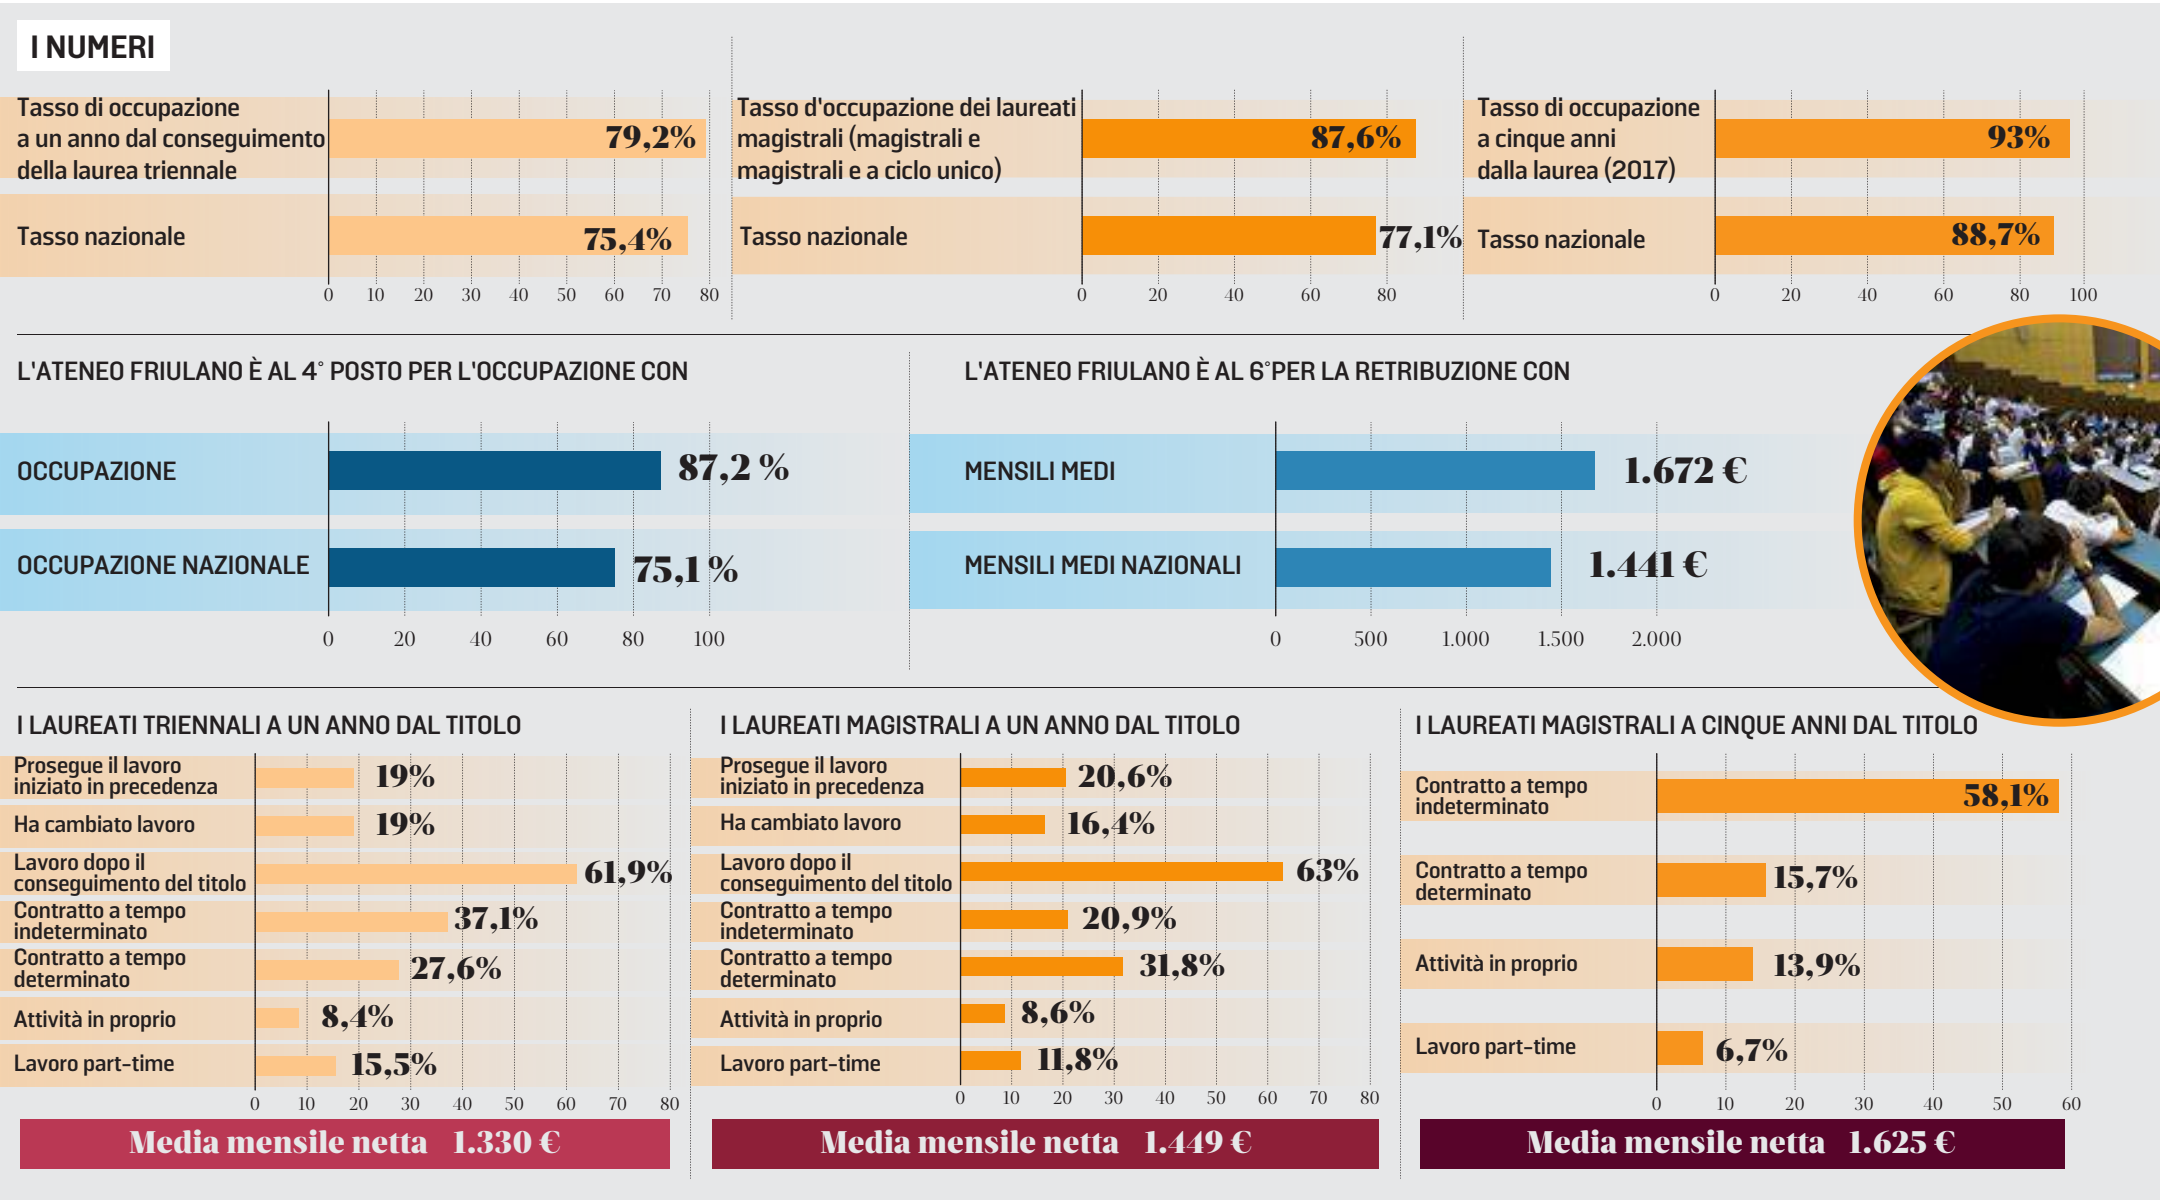 I NUMERI
Tasso di occupazione
a un anno dal conseguimento
della laurea triennale
79,2%
Tasso nazionale
75,4%
0 10 20 30 40 50 60 70 80
Tasso d'occupazione dei laureati
magistrali (magistrali e
magistrali e a ciclo unico)
87,6%
Tasso nazionale
77,1%
0 20 40 60 80
Tasso di occupazione
a cinque anni
dalla laurea (2017)
93%
Tasso nazionale
88,7%
0 20 40 60 80 100
L'ATENEO FRIULANO È AL 4° POSTO PER L'OCCUPAZIONE CON
OCCUPAZIONE
87,2 %
OCCUPAZIONE NAZIONALE
75,1 %
0 20 40 60 80 100
L'ATENEO FRIULANO È AL 6°PER LA RETRIBUZIONE CON
MENSILI MEDI
1.672 €
MENSILI MEDI NAZIONALI
1.441 €
0 500 1.000 1.500 2.000
I LAUREATI TRIENNALI A UN ANNO DAL TITOLO
Prosegue il lavoro
iniziato in precedenza
19%
Ha cambiato lavoro
19%
Lavoro dopo il
conseguimento del titolo
61,9%
Contratto a tempo
indeterminato
37,1%
Contratto a tempo
determinato
27,6%
Attività in proprio
8,4%
Lavoro part-time
15,5%
0 10 20 30 40 50 60 70 80
Media mensile netta 1.330 €
I LAUREATI MAGISTRALI A UN ANNO DAL TITOLO
Prosegue il lavoro
iniziato in precedenza
20,6%
Ha cambiato lavoro
16,4%
Lavoro dopo il
conseguimento del titolo
63%
Contratto a tempo
indeterminato
20,9%
Contratto a tempo
determinato
31,8%
Attività in proprio
8,6%
Lavoro part-time
11,8%
0 10 20 30 40 50 60 70 80
Media mensile netta 1.449 €
I LAUREATI MAGISTRALI A CINQUE ANNI DAL TITOLO
Contratto a tempo
indeterminato
58,1%
Contratto a tempo
determinato
15,7%
Attività in proprio
13,9%
Lavoro part-time
6,7%
0 10 20 30 40 50 60
Media mensile netta 1.625 €